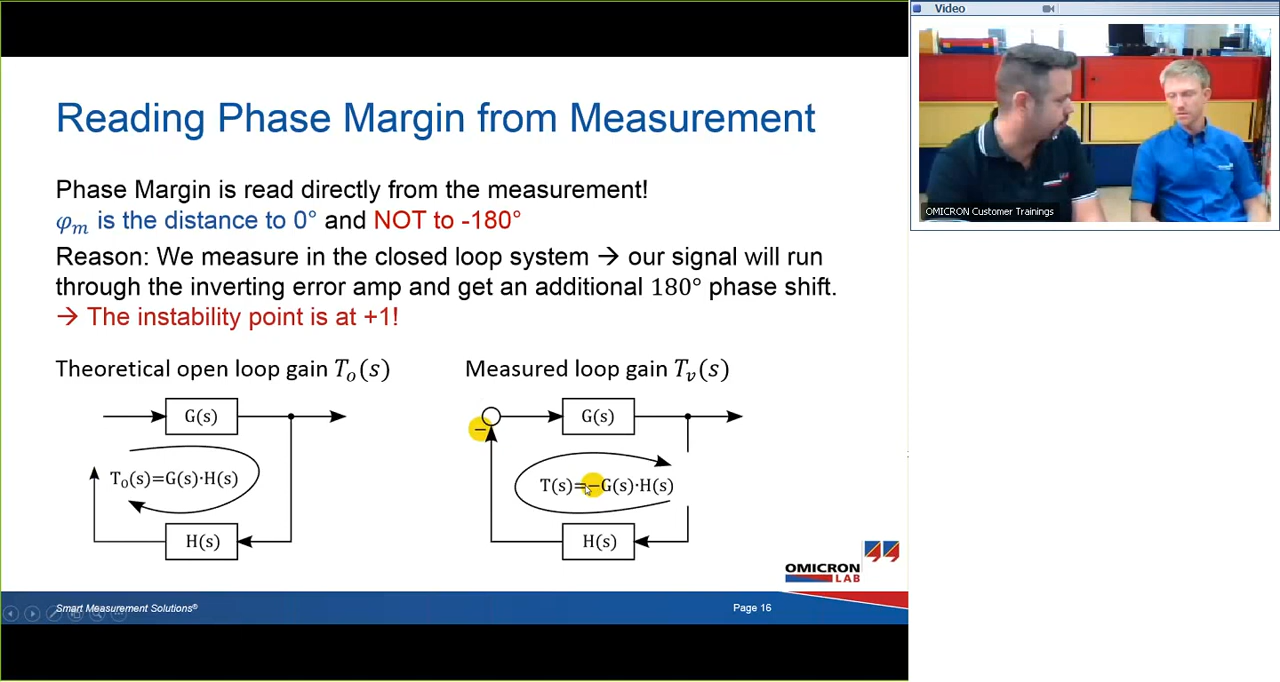 Video
OMICRON Customer Trainings
Reading Phase Margin from Measurement
Phase Margin is read directly from the measurement!
φm is the distance to 0° and NOT to -180°
Reason: We measure in the closed loop system → our signal will run
through the inverting error amp and get an additional 180° phase shift.
→ The instability point is at +1!
Theoretical open loop gain To(s)
G(s)
T0(s)=G(s)·H(s)
H(s)
Measured loop gain Tv(s)
−
G(s)
T(s)=−G(s)·H(s)
H(s)
OMICRON
LAB
Smart Measurement Solutions®
Page 16